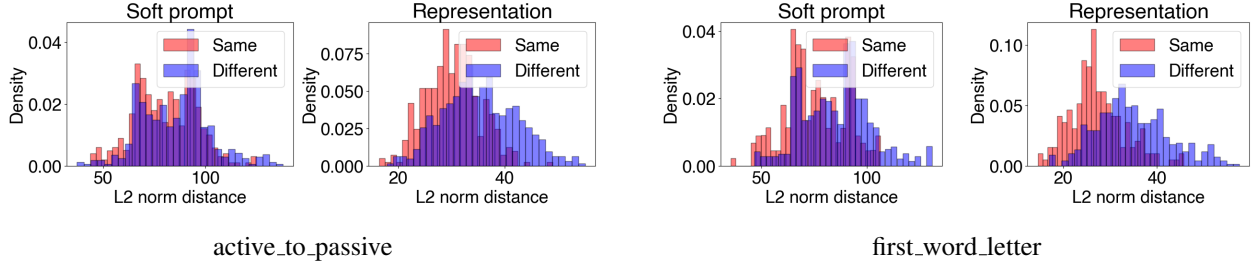 Soft prompt
Density
0.04
0.02
0.00
Same
Different
50
100
L2 norm distance
Representation
Density
0.075
0.050
0.025
0.000
Same
Different
20
40
L2 norm distance
active_to_passive
Soft prompt
Density
0.04
0.02
0.00
Same
Different
50
100
L2 norm distance
Representation
Density
0.10
0.05
0.00
Same
Different
20
40
L2 norm distance
first_word_letter